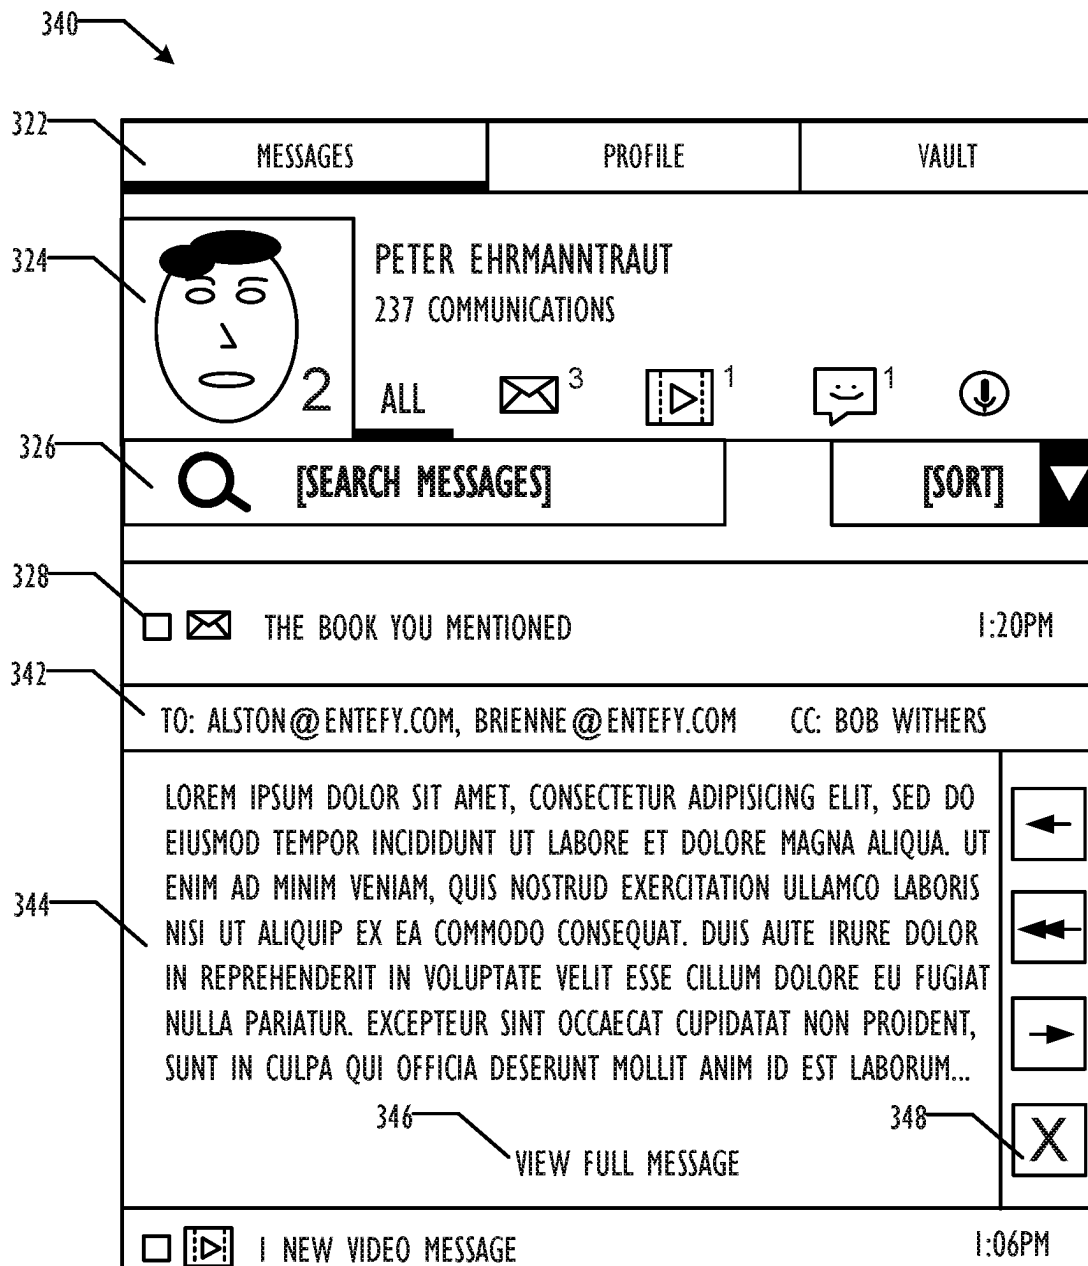 340
322
MESSAGES PROFILE VAULT
324
PETER EHRMANNTRAUT
237 COMMUNICATIONS
2 ALL 3 1 1
326
[SEARCH MESSAGES] [SORT]
328
THE BOOK YOU MENTIONED 1:20PM
342
TO: ALSTON@ENTEFY.COM, BRIENNE@ENTEFY.COM CC: BOB WITHERS
LOREM IPSUM DOLOR SIT AMET, CONSECTETUR ADIPISICING ELIT, SED DO
EIUSMOD TEMPOR INCIDIDUNT UT LABORE ET DOLORE MAGNA ALIQUA. UT
ENIM AD MINIM VENIAM, QUIS NOSTRUD EXERCITATION ULLAMCO LABORIS
344
NISI UT ALIQUIP EX EA COMMODO CONSEQUAT. DUIS AUTE IRURE DOLOR
IN REPREHENDERIT IN VOLUPTATE VELIT ESSE CILLUM DOLORE EU FUGIAT
NULLA PARIATUR. EXCEPTEUR SINT OCCAECAT CUPIDATAT NON PROIDENT,
SUNT IN CULPA QUI OFFICIA DESERUNT MOLLIT ANIM ID EST LABORUM...
346 348
X
VIEW FULL MESSAGE
1 NEW VIDEO MESSAGE 1:06PM